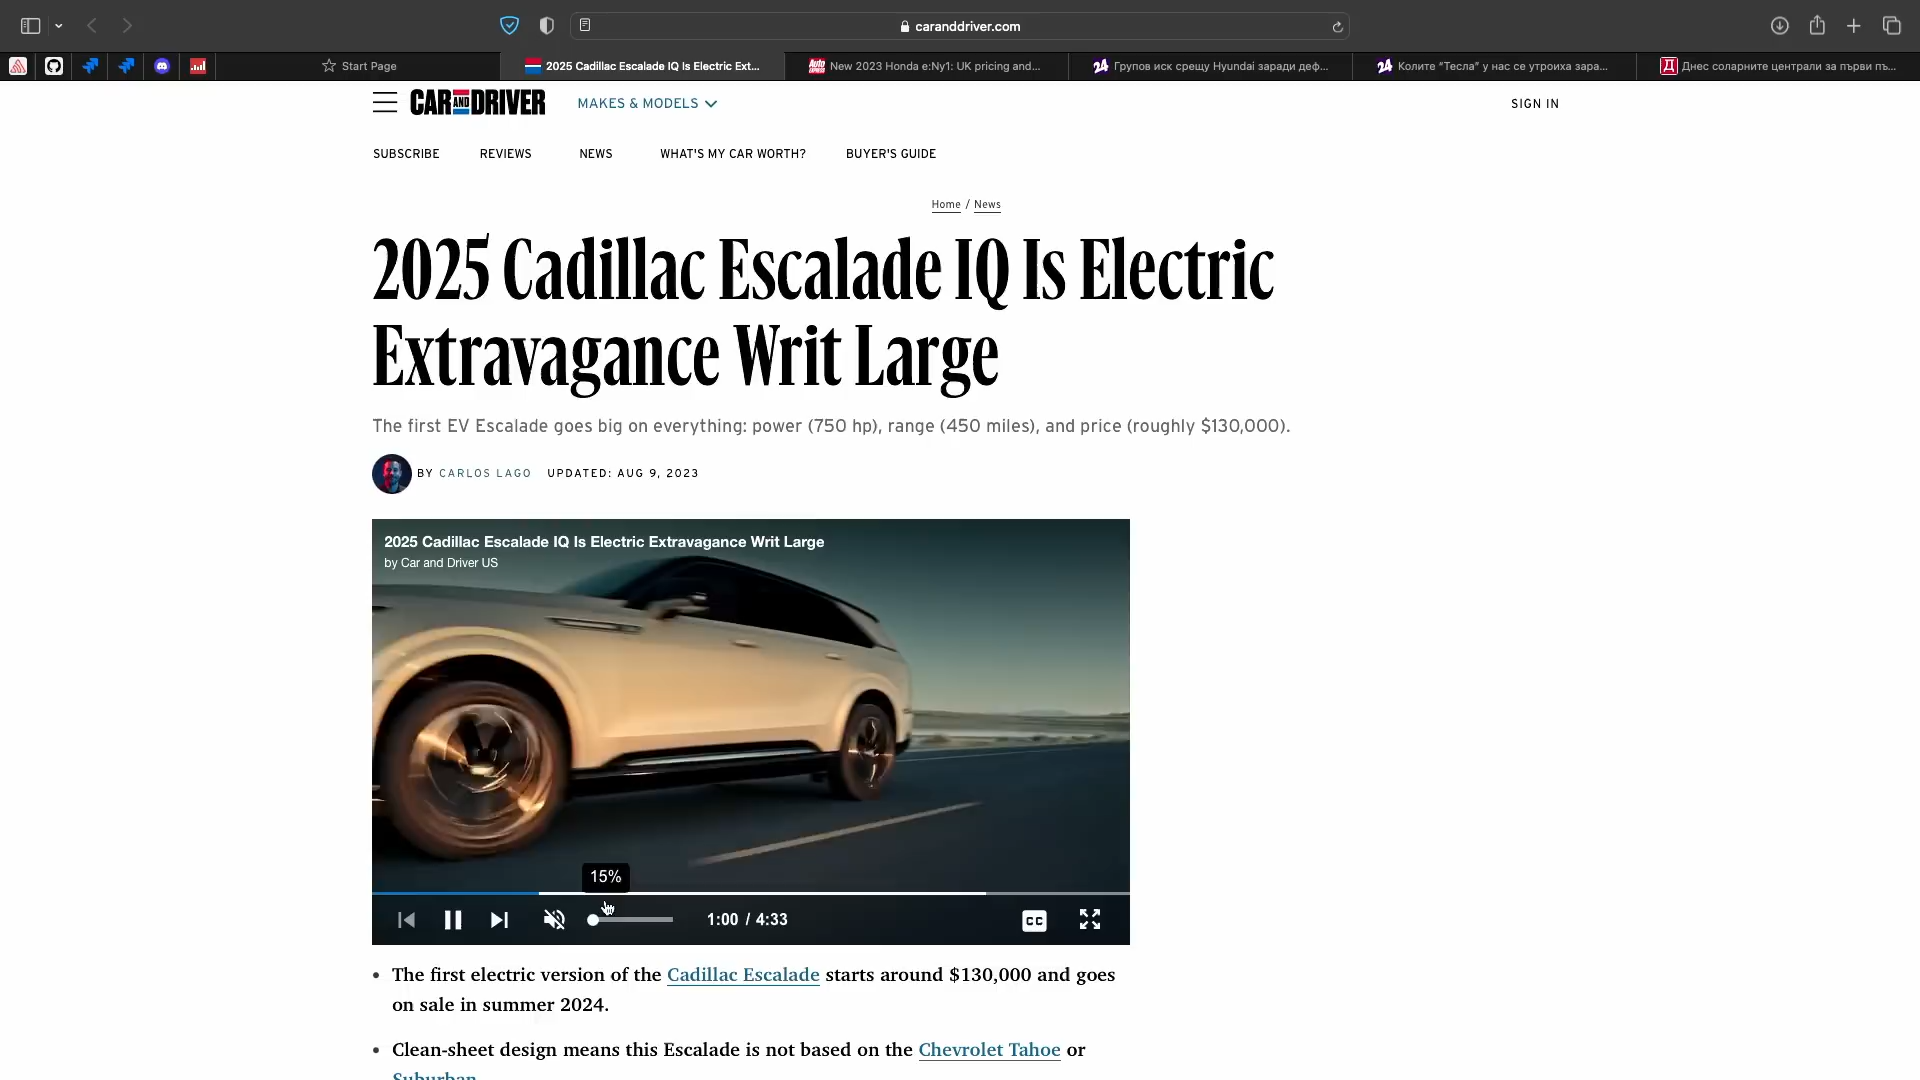 caranddriver.com
Start Page
2025 Cadillac Escalade IQ Is Electric Ext...
New 2023 Honda e:Ny1: UK pricing and...
24 Групов иск срещу Hyundai заради деф...
24 Колите “Тесла” у нас се утроиха зара...
Д Днес соларните централи за първи пъ...
CAR AND DRIVER
MAKES & MODELS
SIGN IN
SUBSCRIBE
REVIEWS
NEWS
WHAT'S MY CAR WORTH?
BUYER'S GUIDE
Home / News
2025 Cadillac Escalade IQ Is Electric
Extravagance Writ Large
The first EV Escalade goes big on everything: power (750 hp), range (450 miles), and price (roughly $130,000).
BY CARLOS LAGO UPDATED: AUG 9, 2023
2025 Cadillac Escalade IQ Is Electric Extravagance Writ Large
by Car and Driver US
15%
1:00 / 4:33
CC
• The first electric version of the Cadillac Escalade starts around $130,000 and goes
on sale in summer 2024.
• Clean-sheet design means this Escalade is not based on the Chevrolet Tahoe or
Suburban.